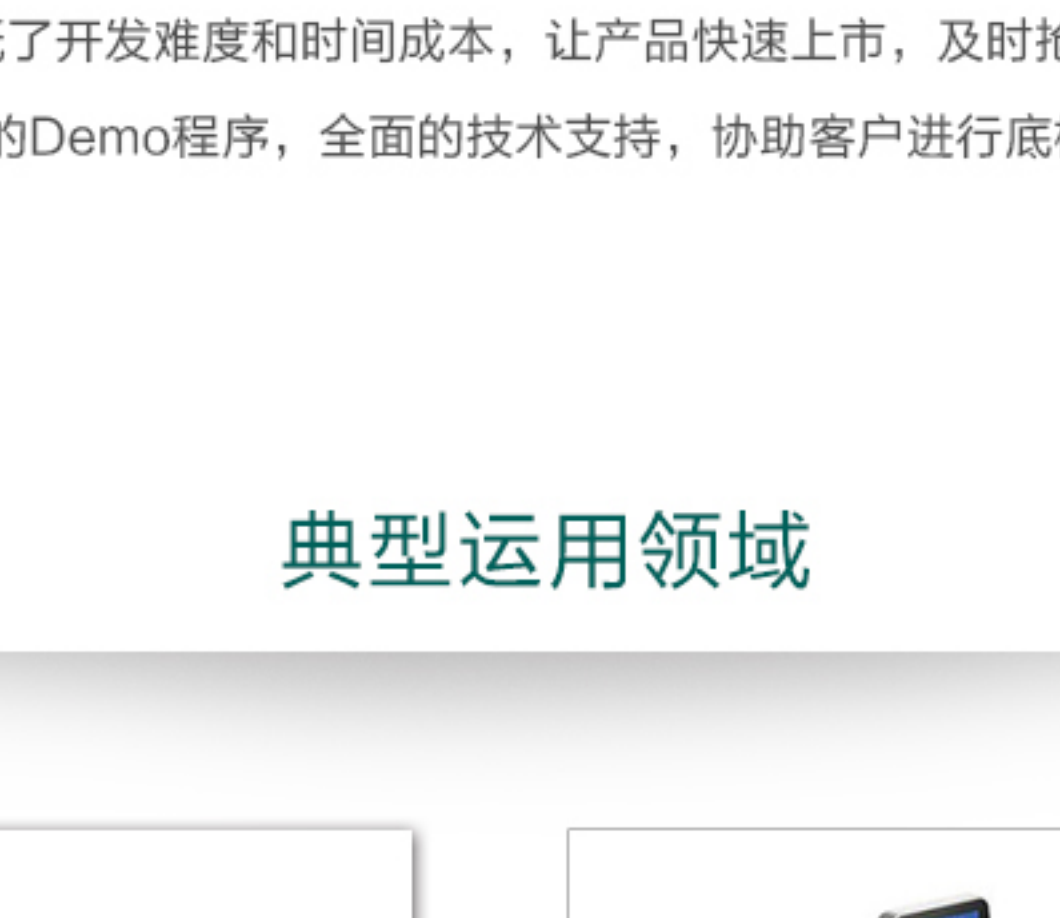 了开发难度和时间成本，让产品快速上市，及时抢
的Demo程序，全面的技术支持，协助客户进行底
典型运用领域